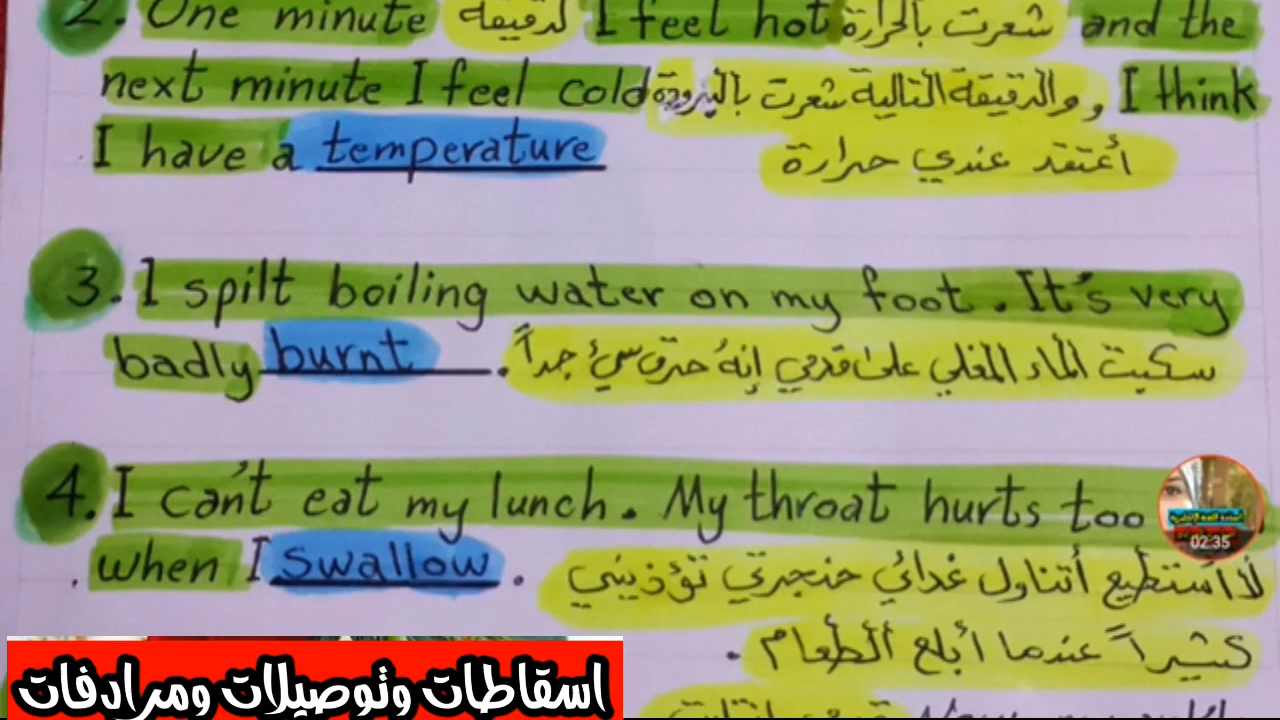 2. One minute لدقيقة I feel hot شعرت بالحرارة and the
next minute I feel cold والدقيقة التالية شعرت بالبرودة, I think
I have a temperature أعتقد عندي حرارة
3. I spilt boiling water on my foot. It's very
badly burnt. سكبت الماء المغلي على قدمي إنهُ حترق سيئ جداً
4. I can't eat my lunch. My throat hurts too
when I swallow. لا أستطيع أتناول غدائي حنجرتي تؤذيني
كثيراً عندما أبلع ألطعام.
02:35
اسقاطات وتوصيلات ومرادفات